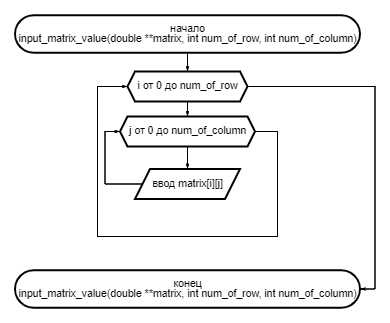 начало
input_matrix_value(double **matrix, int num_of_row, int num_of_column)
i от 0 до num_of_row
j от 0 до num_of_column
ввод matrix[i][j]
конец
input_matrix_value(double **matrix, int num_of_row, int num_of_column)